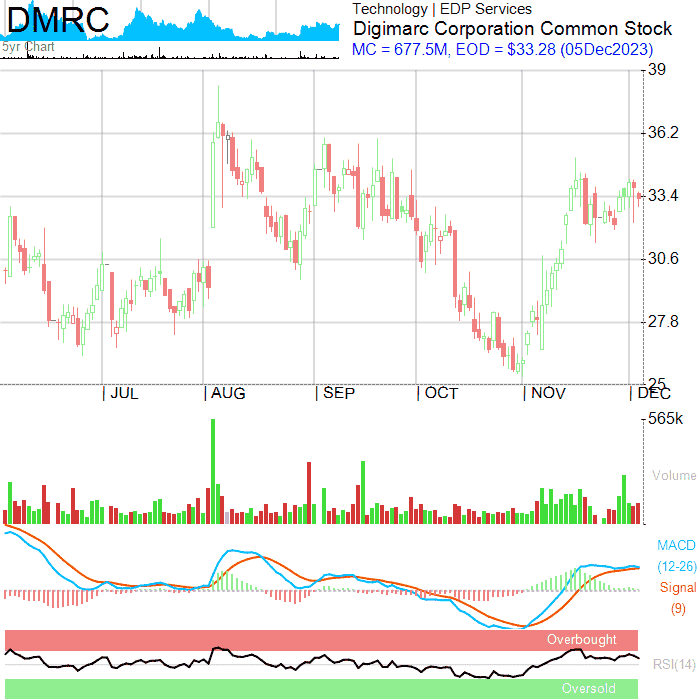 DMRC
5yr Chart
Technology | EDP Services
Digimarc Corporation Common Stock
MC = 677.5M, EOD = $33.28 (05Dec2023)
39
36.2
33.4
30.6
27.8
25
| JUL | AUG | SEP | OCT | NOV | DEC
565k
Volume
MACD
(12-26)
Signal
(9)
Overbought
RSI(14)
Oversold